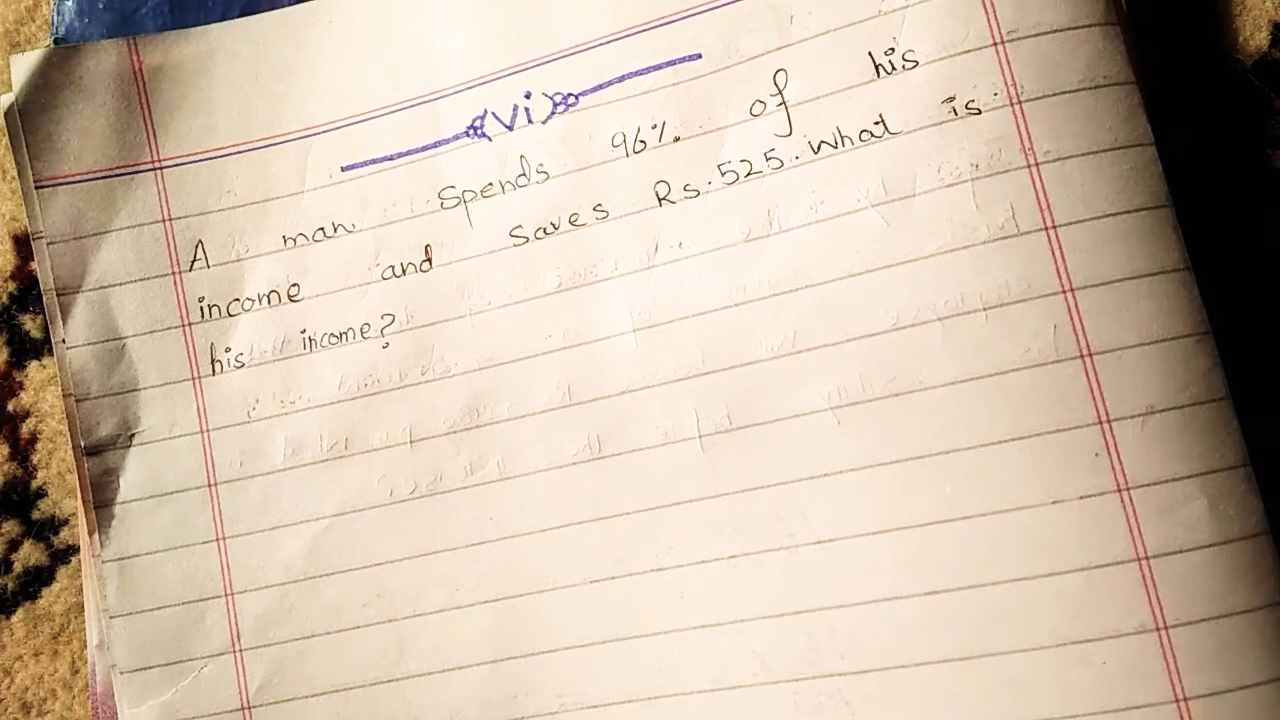 (vi)
A man spends 96% of his
income and saves Rs.525. What is
his income?